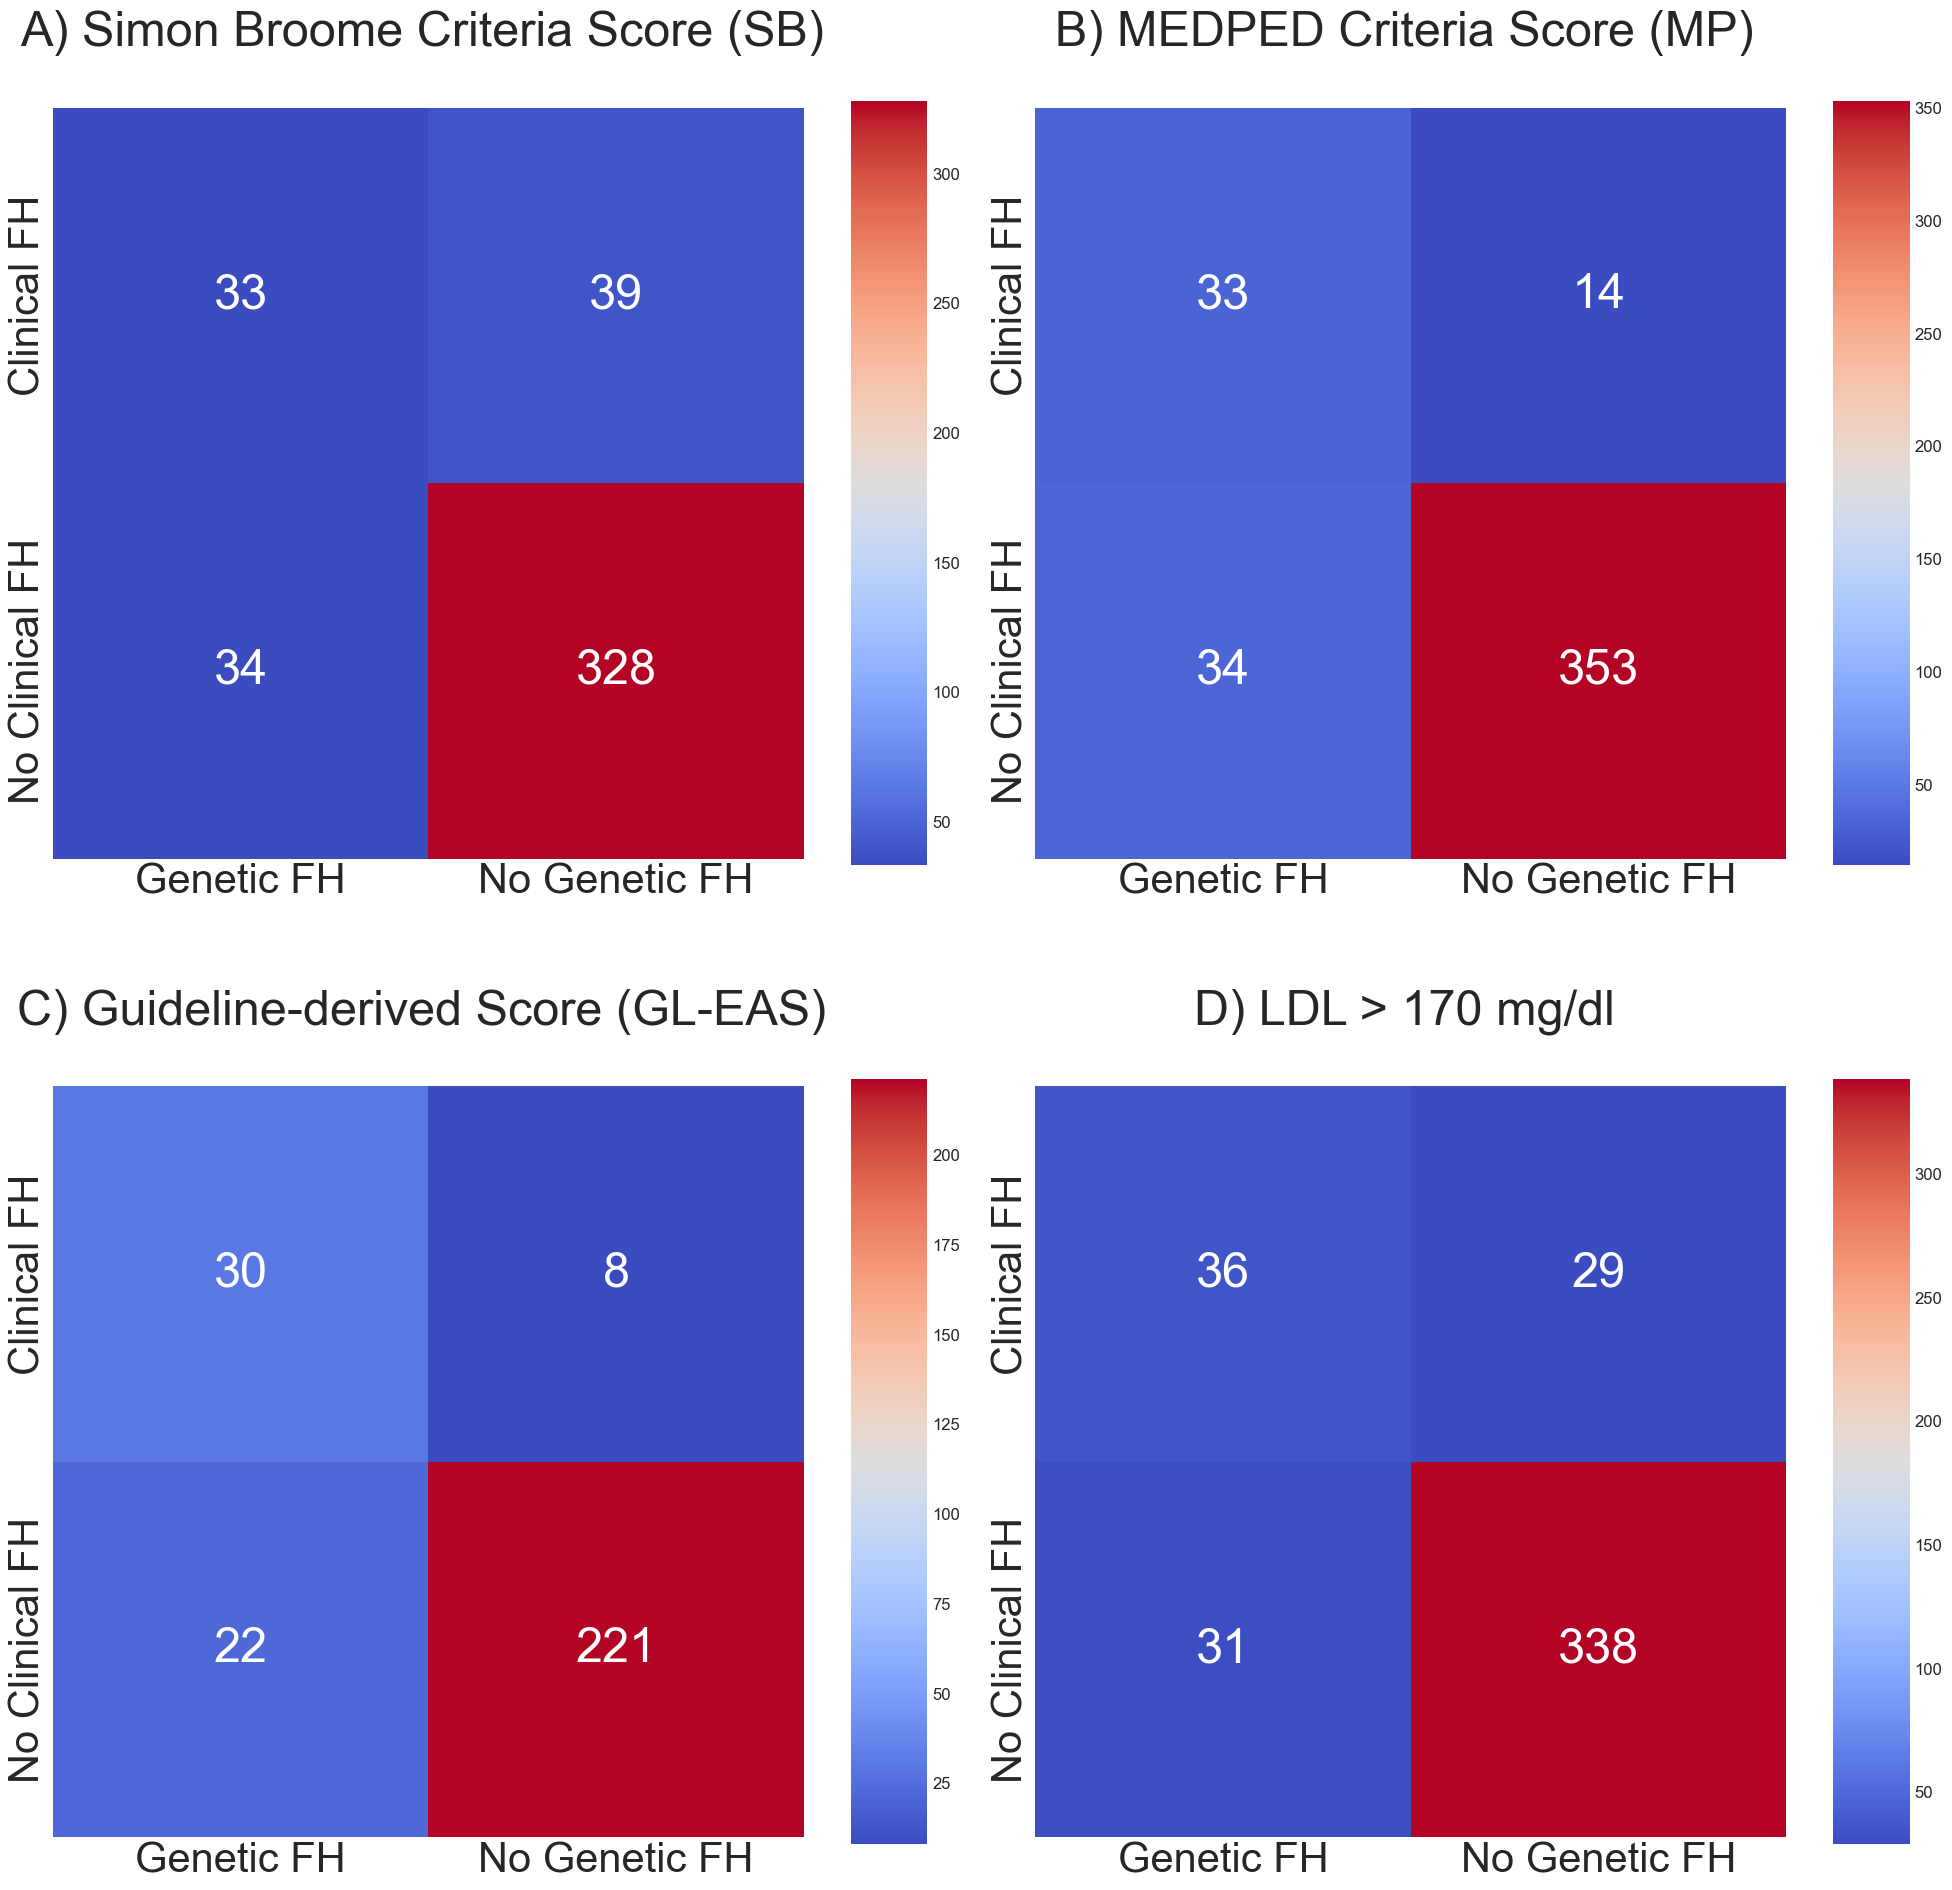 A) Simon Broome Criteria Score (SB)
Clinical FH
No Clinical FH
33
39
34
328
Genetic FH
No Genetic FH
300
250
200
150
100
50
B) MEDPED Criteria Score (MP)
Clinical FH
No Clinical FH
33
14
34
353
Genetic FH
No Genetic FH
350
300
250
200
150
100
50
C) Guideline-derived Score (GL-EAS)
Clinical FH
No Clinical FH
30
8
22
221
Genetic FH
No Genetic FH
200
175
150
125
100
75
50
25
D) LDL > 170 mg/dl
Clinical FH
No Clinical FH
36
29
31
338
Genetic FH
No Genetic FH
300
250
200
150
100
50